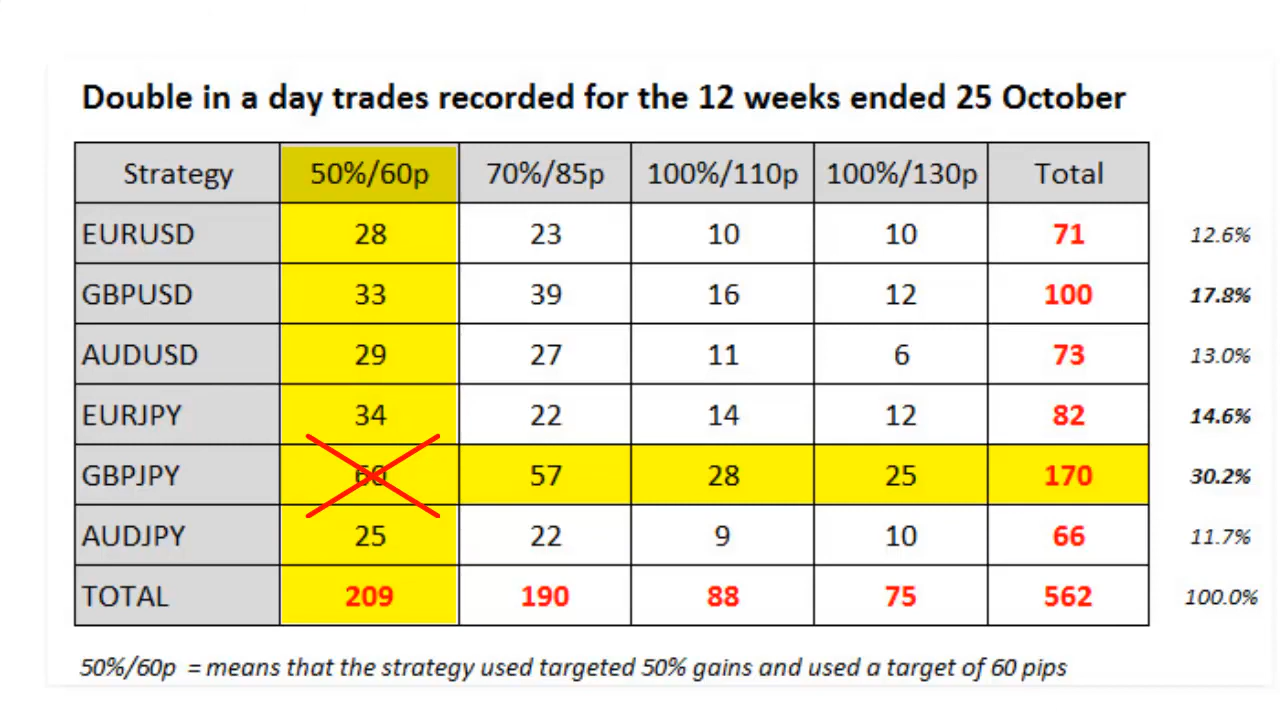 Double in a day trades recorded for the 12 weeks ended 25 October
Strategy 50%/60p 70%/85p 100%/110p 100%/130p Total
EURUSD 28 23 10 10 71 12.6%
GBPUSD 33 39 16 12 100 17.8%
AUDUSD 29 27 11 6 73 13.0%
EURJPY 34 22 14 12 82 14.6%
GBPJPY 60 57 28 25 170 30.2%
AUDJPY 25 22 9 10 66 11.7%
TOTAL 209 190 88 75 562 100.0%
50%/60p = means that the strategy used targeted 50% gains and used a target of 60 pips